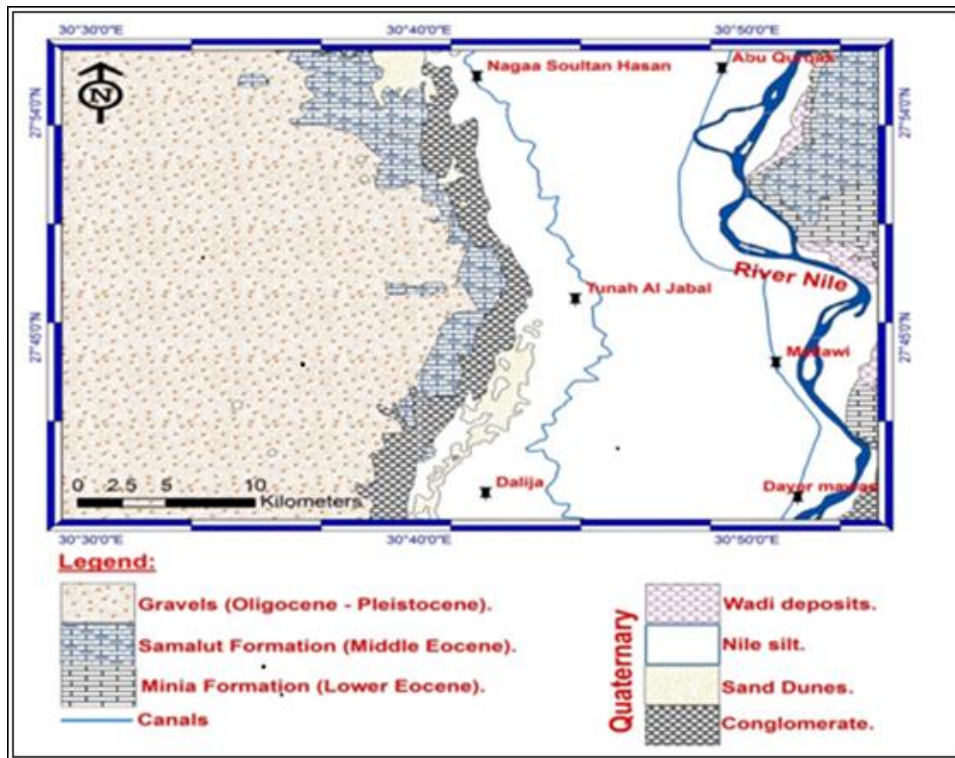 30°30'0"E 30°40'0"E 30°50'0"E
N
Nagaa Soultan Hasan
Abu Qurqas
27°54'0"N 27°54'0"N
River Nile
Tunah Al Jabal
27°45'0"N 27°45'0"N
Mallawi
Dalija
Dayer mawas
0 2.5 5 10
Kilometers
30°30'0"E 30°40'0"E 30°50'0"E
Legend:
Gravels (Oligocene - Pleistocene).
Samalut Formation (Middle Eocene).
Minia Formation (Lower Eocene).
Canals
Quaternary
Wadi deposits.
Nile silt.
Sand Dunes.
Conglomerate.